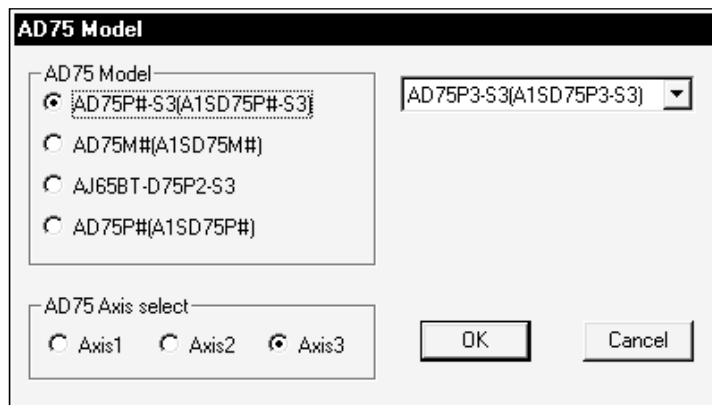 AD75 Model
AD75 Model
AD75P#-S3(A1SD75P#-S3)
AD75P3-S3(A1SD75P3-S3)
AD75M#(A1SD75M#)
AJ65BT-D75P2-S3
AD75P#(A1SD75P#)
AD75 Axis select
Axis1 Axis2 Axis3
OK Cancel